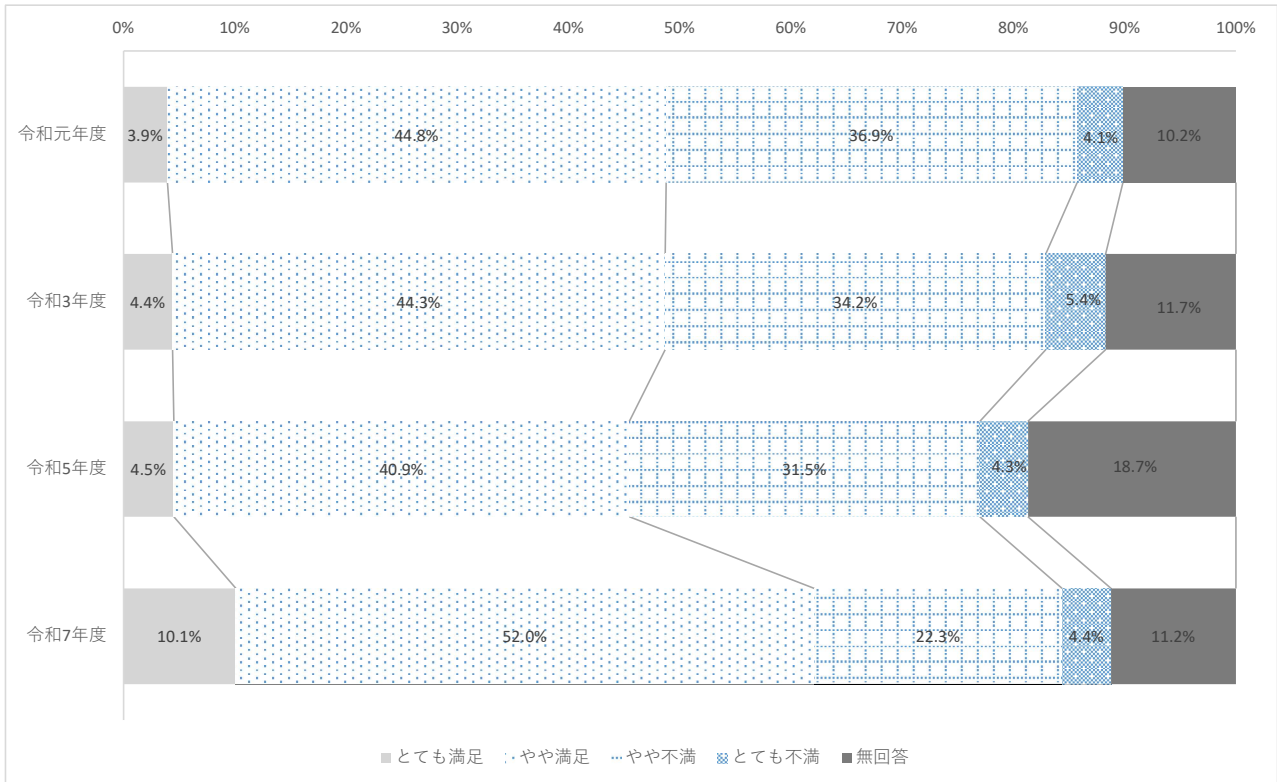 0% 10% 20% 30% 40% 50% 60% 70% 80% 90% 100%
令和元年度 3.9% 44.8% 36.9% 4.1% 10.2%
令和3年度 4.4% 44.3% 34.2% 5.4% 11.7%
令和5年度 4.5% 40.9% 31.5% 4.3% 18.7%
令和7年度 10.1% 52.0% 22.3% 4.4% 11.2%
とても満足 やや満足 やや不満 とても不満 無回答